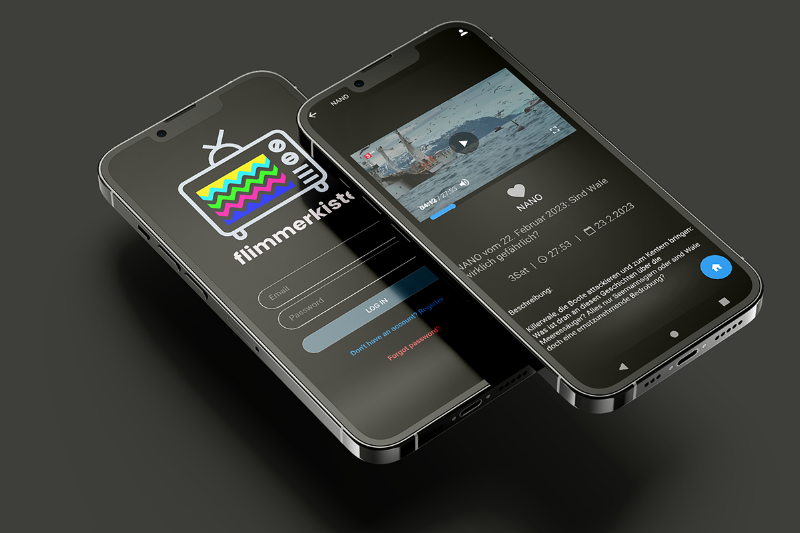 flimmerkiste
Email
Password
LOG IN
Don't have an account? Register
Forgot password?
NANO
3
04:12 / 27:53
NANO
NANO vom 22. Februar 2023: Sind Wale
wirklich gefährlich?
3Sat | 27:53 | 23.2.2023
Beschreibung:
Killerwale, die Boote attackieren und zum Kentern bringen:
Was ist dran an diesen Geschichten über die
Meeressäuger? Alles nur Seemannsgarn oder sind Wale
doch eine ernstzunehmende Bedrohung?